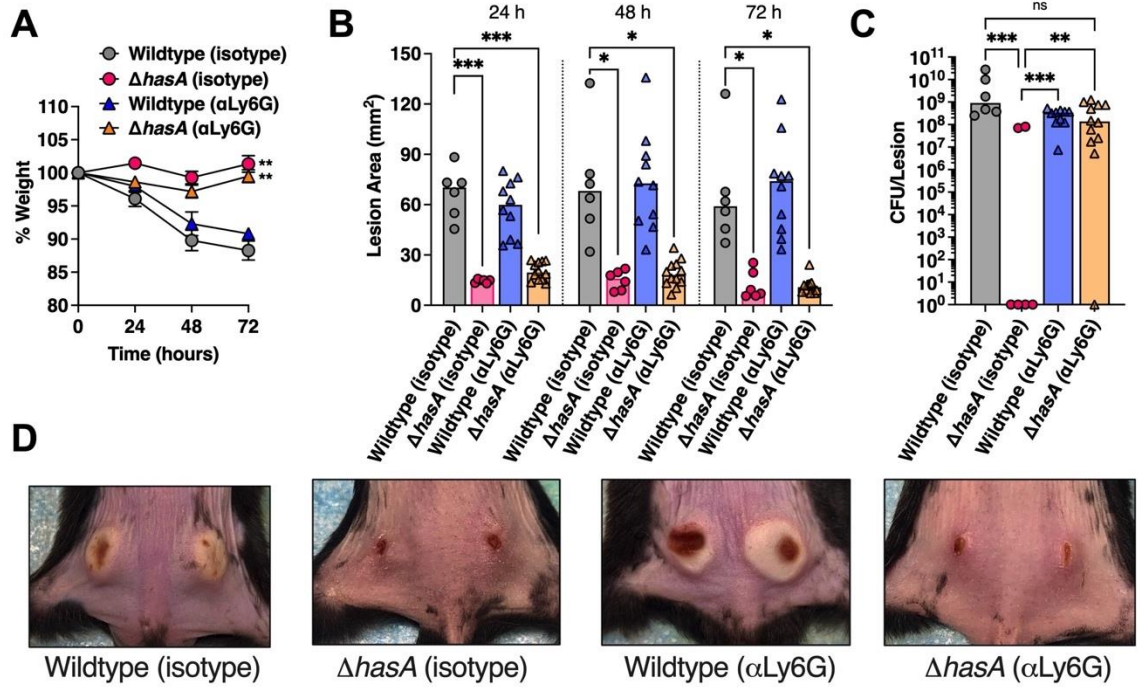 A
Wildtype (isotype)
ΔhasA (isotype)
Wildtype (αLy6G)
ΔhasA (αLy6G)
110
105
100
95
90
85
80
% Weight
**
**
0 24 48 72
Time (hours)
B
24 h 48 h 72 h
*** * *
*** * *
150
120
90
60
30
0
Lesion Area (mm²)
Wildtype (isotype)
ΔhasA (isotype)
Wildtype (αLy6G)
ΔhasA (αLy6G)
Wildtype (isotype)
ΔhasA (isotype)
Wildtype (αLy6G)
ΔhasA (αLy6G)
Wildtype (isotype)
ΔhasA (isotype)
Wildtype (αLy6G)
ΔhasA (αLy6G)
C
ns
*** **
***
10¹¹
10¹⁰
10⁹
10⁸
10⁷
10⁶
10⁵
10⁴
10³
10²
10¹
10⁰
CFU/Lesion
Wildtype (isotype)
ΔhasA (isotype)
Wildtype (αLy6G)
ΔhasA (αLy6G)
D
Wildtype (isotype)
ΔhasA (isotype)
Wildtype (αLy6G)
ΔhasA (αLy6G)